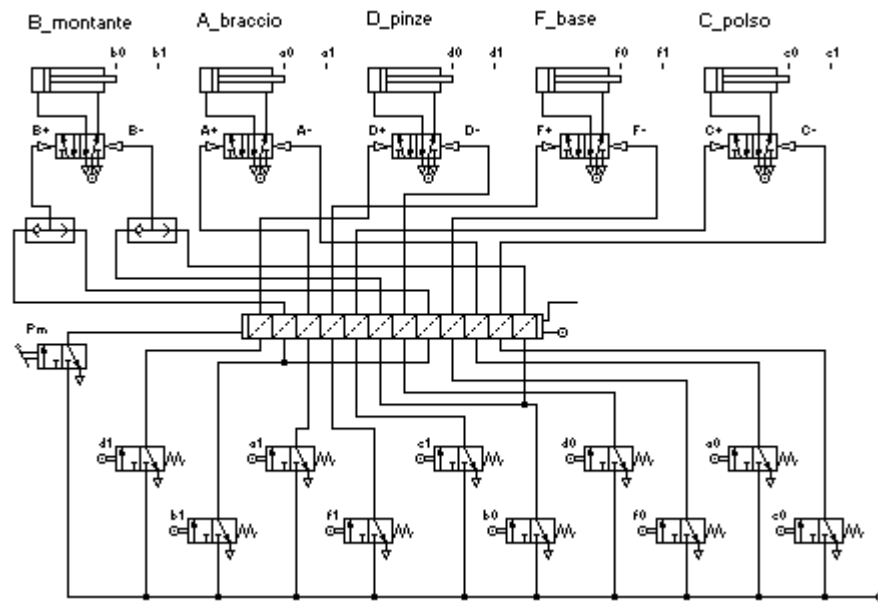 B_montante A_braccio D_pinze F_base C_polso
b0 b1 a0 a1 d0 d1 f0 f1 c0 c1
B+ B- A+ A- D+ D- F+ F- C+ C-
Pm
d1 a1 c1 d0 a0
b1 f1 b0 f0 c0